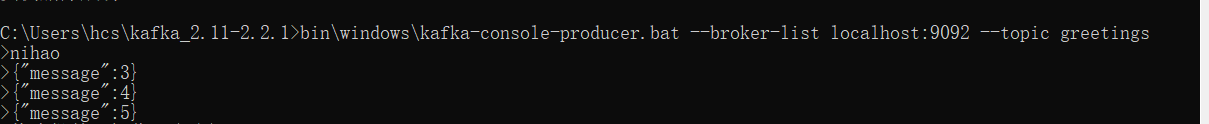 C:\Users\hcs\kafka_2.11-2.2.1>bin\windows\kafka-console-producer.bat --broker-list localhost:9092 --topic greetings
>nihao
>{"message":3}
>{"message":4}
>{"message":5}